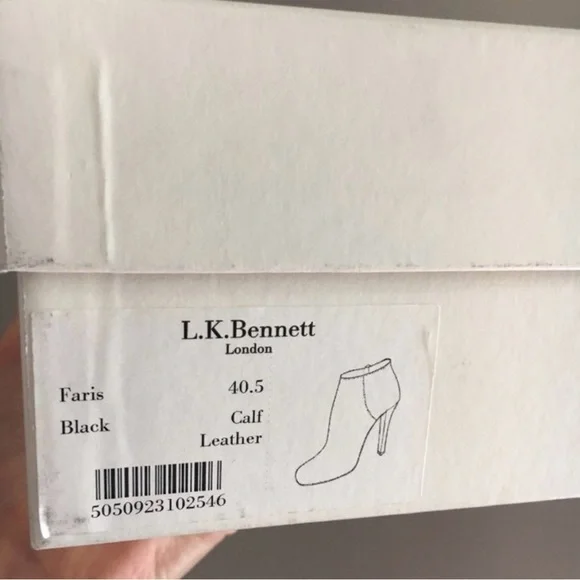 L.K.Bennett
London
Faris 40.5
Black Calf
Leather
5050923102546